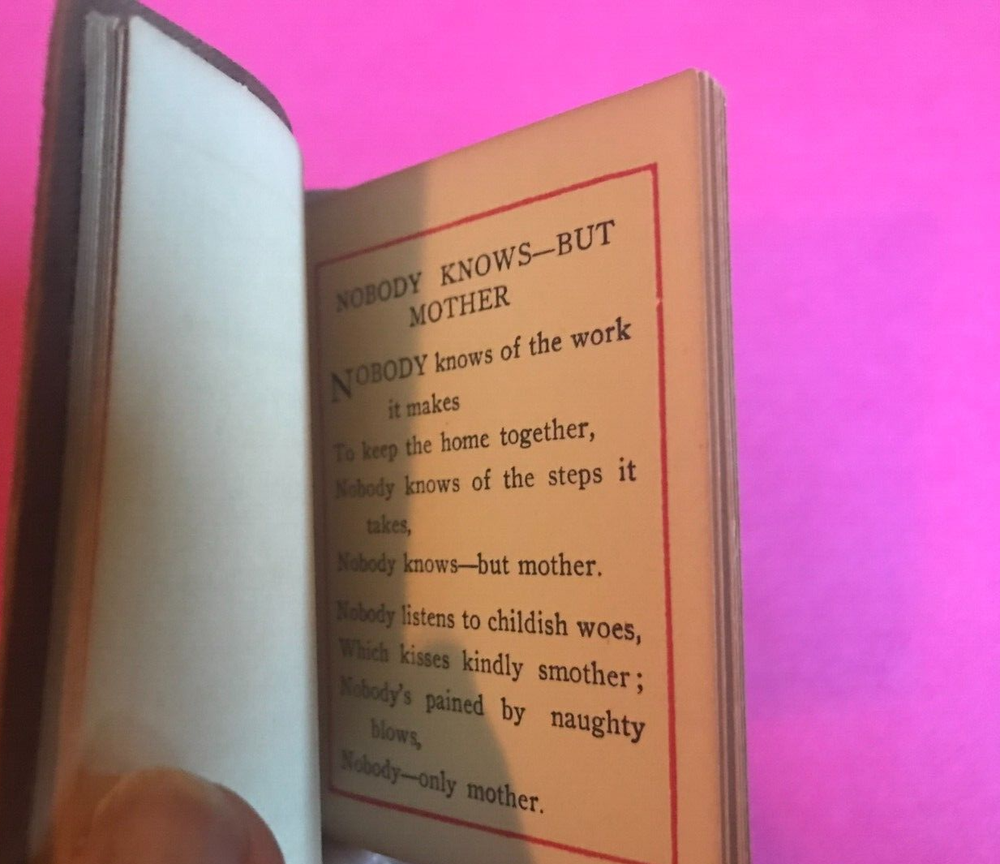 NOBODY KNOWS—BUT
MOTHER
NOBODY knows of the work
it makes
To keep the home together,
Nobody knows of the steps it
takes,
Nobody knows—but mother.
Nobody listens to childish woes,
Which kisses kindly smother;
Nobody's pained by naughty
blows,
Nobody—only mother.